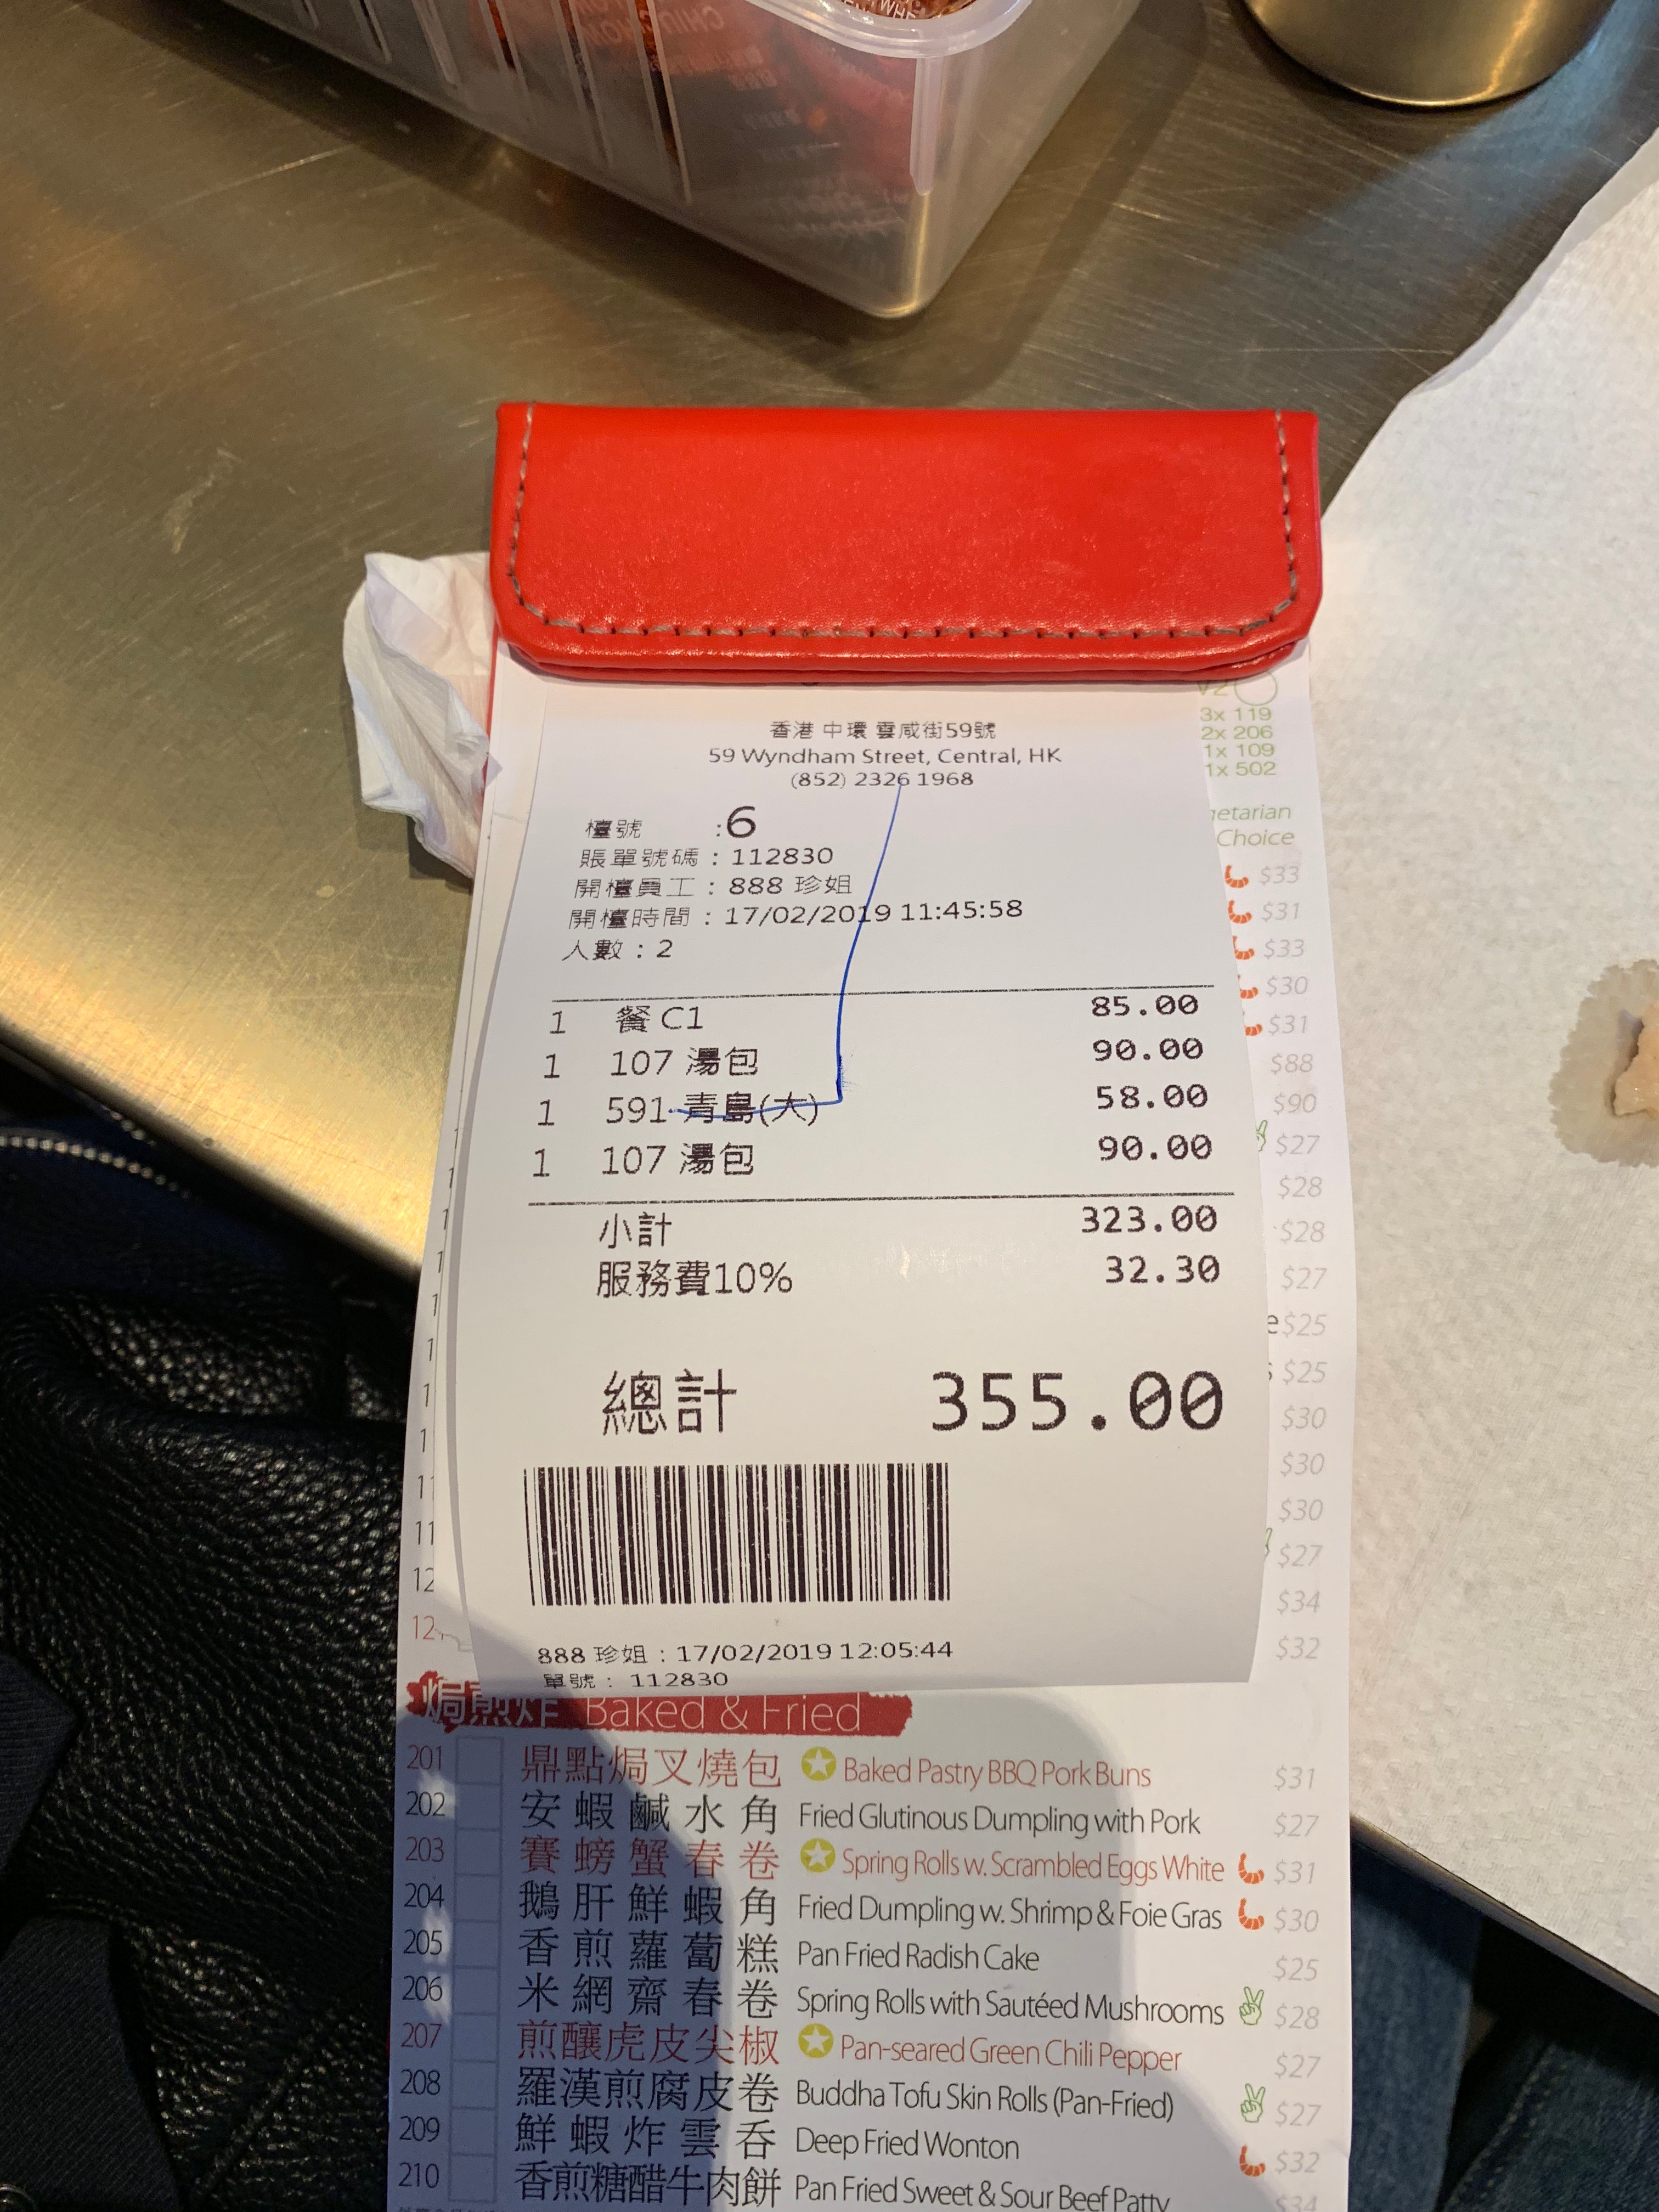 香港 中環 雲咸街59號
59 Wyndham Street, Central, HK
(852) 2326 1968
檯號 :6
賬單號碼 : 112830
開檯員工 : 888 珍姐
開檯時間 : 17/02/2019 11:45:58
人數 : 2
1 餐 C1 85.00
1 107 湯包 90.00
1 591 青島(大) 58.00
1 107 湯包 90.00
小計 323.00
服務費10% 32.30
總計 355.00
888 珍姐 : 17/02/2019 12:05:44
單號 : 112830
V2
3x 119
2x 206
1x 109
1x 502
Choice
$33
$31
$33
$30
$31
$88
$90
$27
$28
$28
$27
$25
$25
$30
$30
$30
$27
$34
$32
焗煎炸 Baked & Fried
201 鼎點焗叉燒包 Baked Pastry BBQ Pork Buns $31
202 安蝦鹹水角 Fried Glutinous Dumpling with Pork $27
203 賽螃蟹春卷 Spring Rolls w. Scrambled Eggs White $31
204 鵝肝鮮蝦角 Fried Dumpling w. Shrimp & Foie Gras $30
205 香煎蘿蔔糕 Pan Fried Radish Cake $25
206 米網齋春卷 Spring Rolls with Sautéed Mushrooms $28
207 煎釀虎皮尖椒 Pan-seared Green Chili Pepper $27
208 羅漢煎腐皮卷 Buddha Tofu Skin Rolls (Pan-Fried) $27
209 鮮蝦炸雲吞 Deep Fried Wonton $32
210 香煎糖醋牛肉餅 Pan Fried Sweet & Sour Beef Patty $34